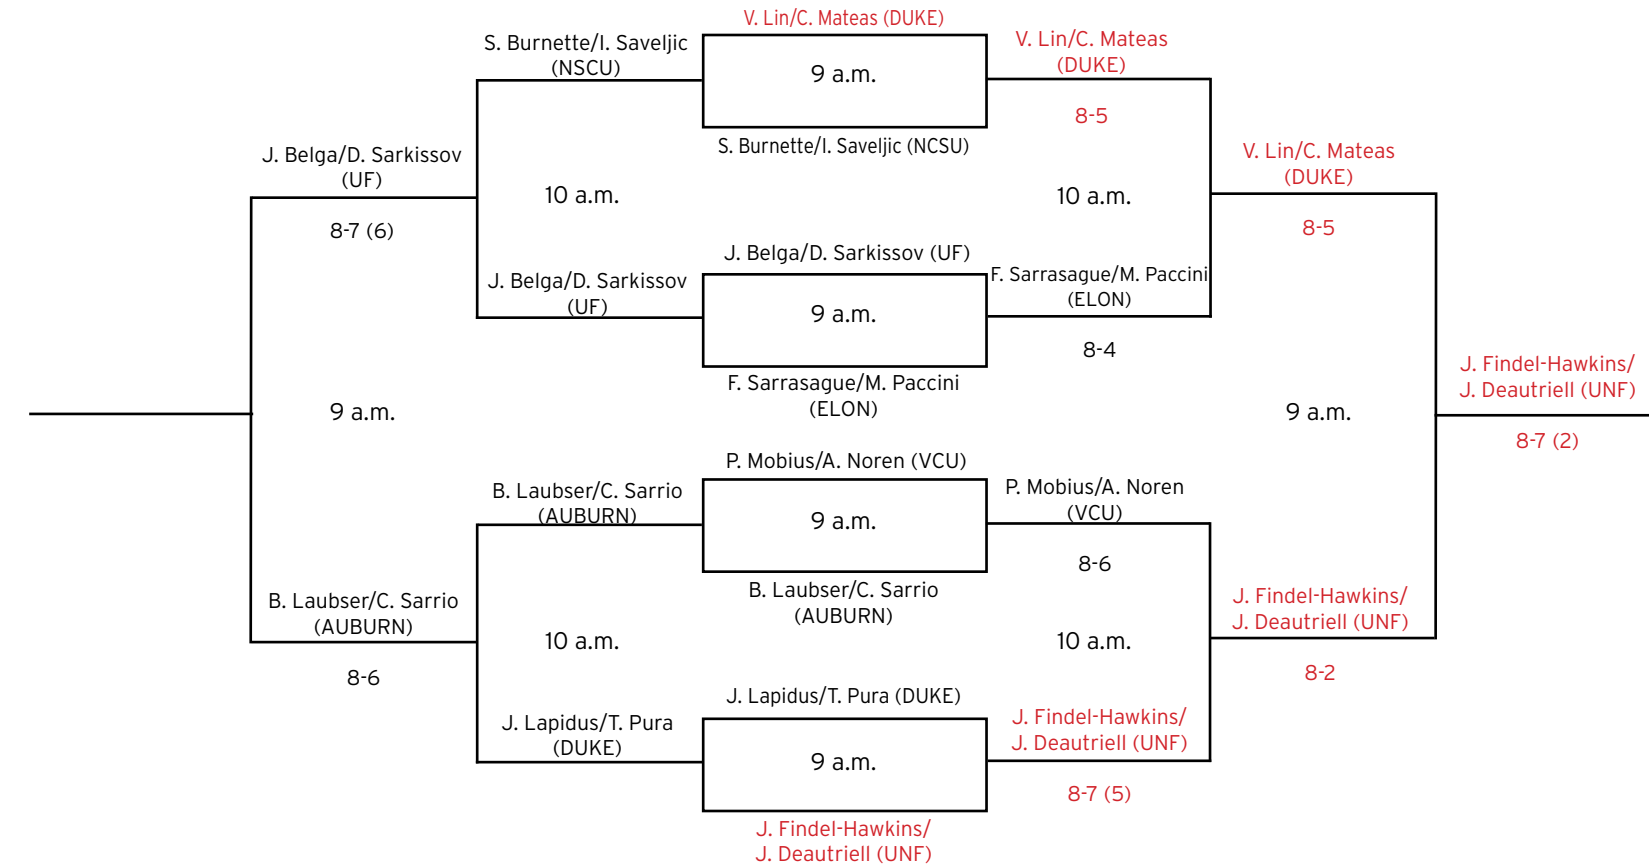 V. Lin/C. Mateas (DUKE)
S. Burnette/I. Saveljic
(NSCU)
9 a.m.
V. Lin/C. Mateas
(DUKE)
8-5
S. Burnette/I. Saveljic (NCSU)
J. Belga/D. Sarkissov
(UF)
8-7 (6)
10 a.m.
10 a.m.
V. Lin/C. Mateas
(DUKE)
8-5
J. Belga/D. Sarkissov (UF)
J. Belga/D. Sarkissov
(UF)
9 a.m.
F. Sarrasague/M. Paccini
(ELON)
8-4
F. Sarrasague/M. Paccini
(ELON)
9 a.m.
9 a.m.
J. Findel-Hawkins/
J. Deautriell (UNF)
8-7 (2)
P. Mobius/A. Noren (VCU)
B. Laubser/C. Sarrio
(AUBURN)
9 a.m.
P. Mobius/A. Noren
(VCU)
8-6
B. Laubser/C. Sarrio
(AUBURN)
B. Laubser/C. Sarrio
(AUBURN)
8-6
10 a.m.
10 a.m.
J. Findel-Hawkins/
J. Deautriell (UNF)
8-2
J. Lapidus/T. Pura (DUKE)
J. Lapidus/T. Pura
(DUKE)
9 a.m.
J. Findel-Hawkins/
J. Deautriell (UNF)
8-7 (5)
J. Findel-Hawkins/
J. Deautriell (UNF)